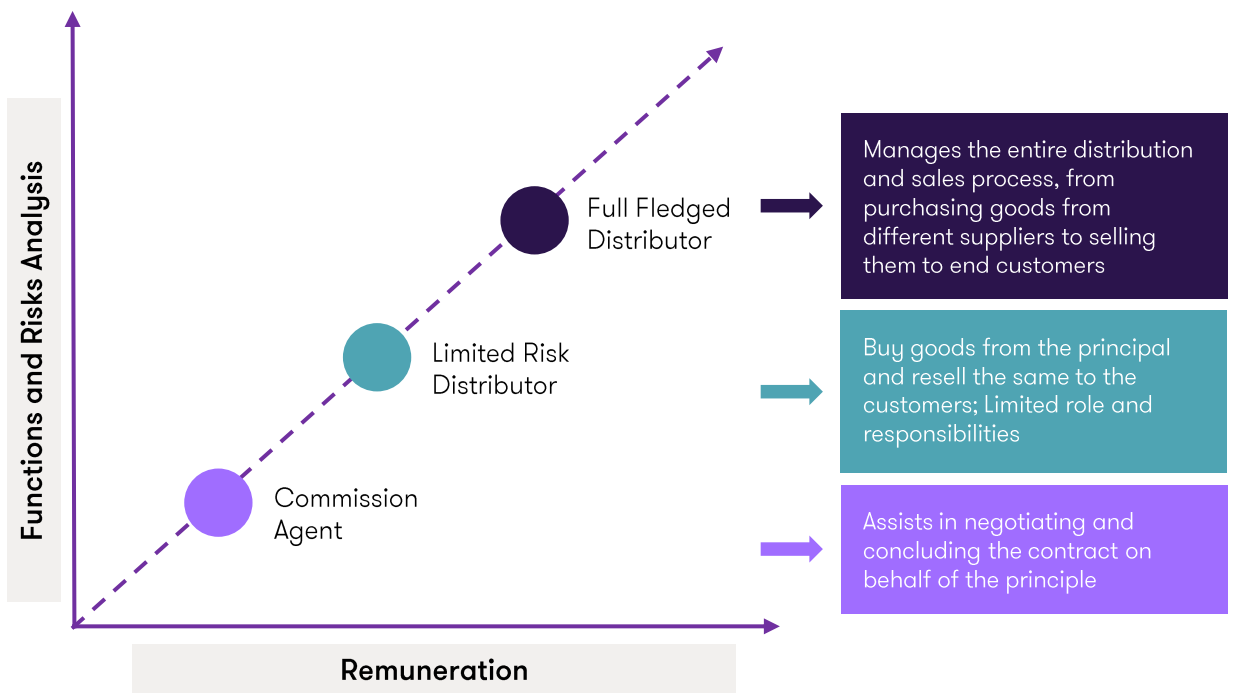 Functions and Risks Analysis
Full Fledged
Distributor
Limited Risk
Distributor
Commission
Agent
Remuneration
Manages the entire distribution
and sales process, from
purchasing goods from
different suppliers to selling
them to end customers
Buy goods from the principal
and resell the same to the
customers; Limited role and
responsibilities
Assists in negotiating and
concluding the contract on
behalf of the principle